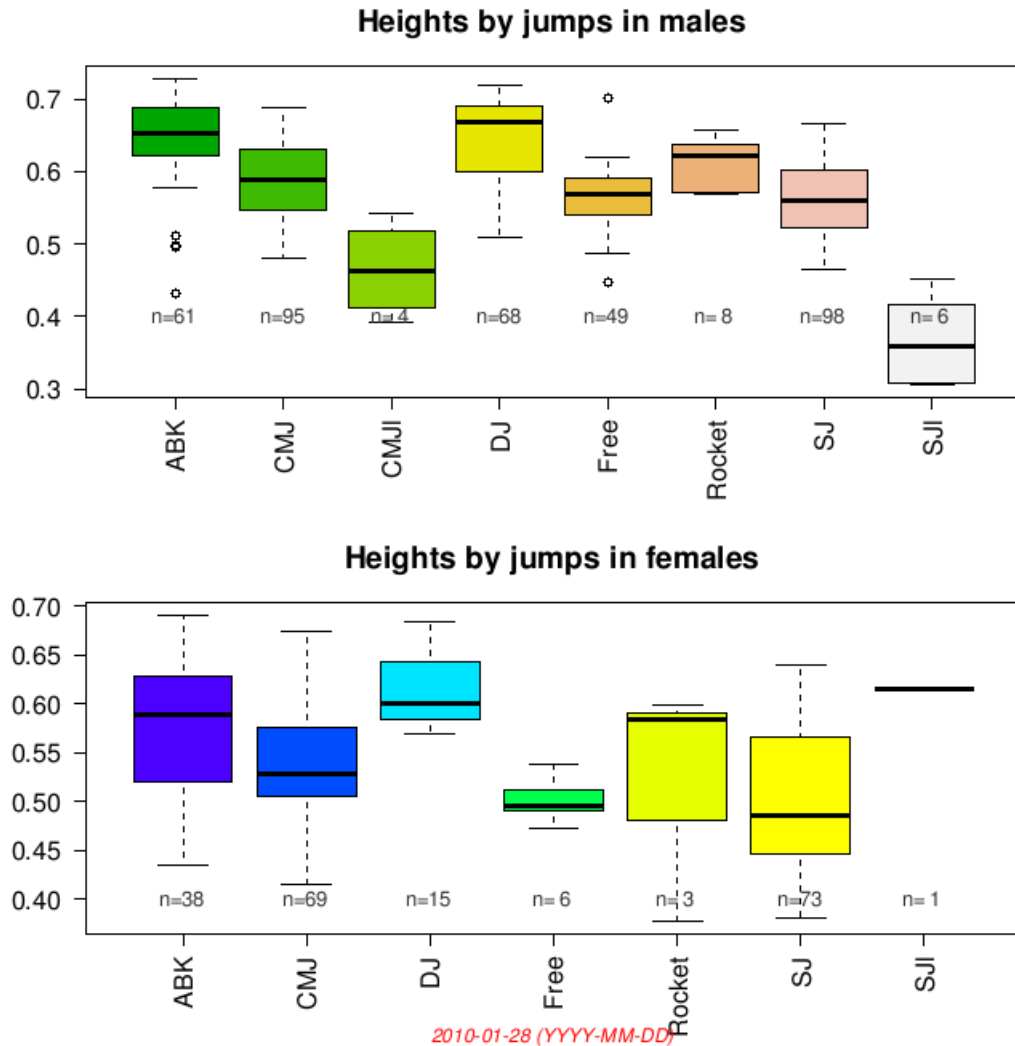 Heights by jumps in males
0.7
0.6
0.5
0.4
0.3
n=61 n=95 n= 4 n=68 n=49 n= 8 n=98 n= 6
ABK CMJ CMJl DJ Free Rocket SJ SJl
Heights by jumps in females
0.70
0.65
0.60
0.55
0.50
0.45
0.40
n=38 n=69 n=15 n= 6 n= 3 n=73 n= 1
ABK CMJ DJ Free Rocket SJ SJl
2010-01-28 (YYYY-MM-DD)